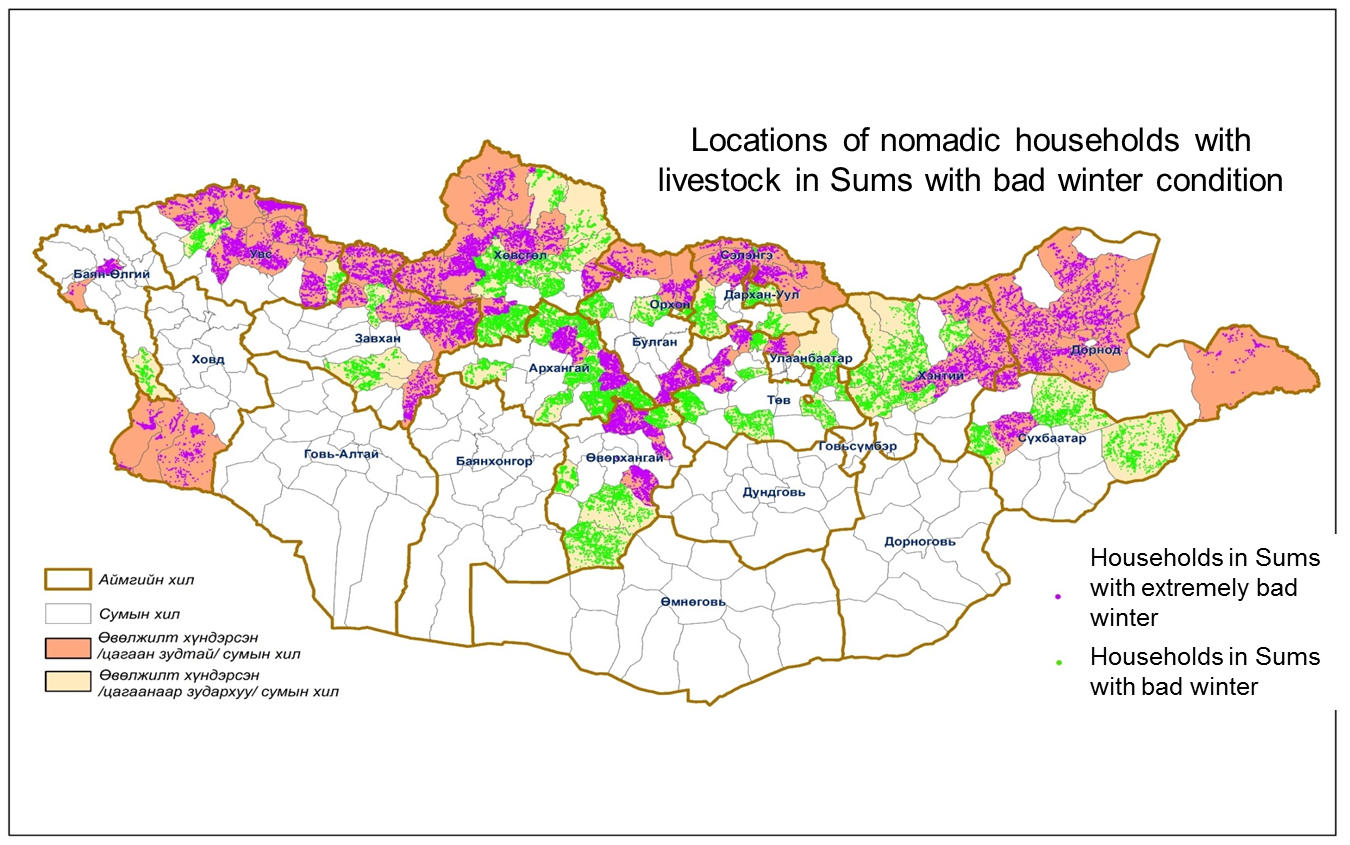 Locations of nomadic households with
livestock in Sums with bad winter condition
Баян-Өлгий
Увс
Хөвсгөл
Сэлэнгэ
Дархан-Уул
Орхон
Завхан
Ховд
Архангай
Булган
Улаанбаатар
Төв
Хэнтий
Дорнод
Сүхбаатар
Говьсүмбэр
Говь-Алтай
Баянхонгор
Өвөрхангай
Дундговь
Дорноговь
Өмнөговь
Аймгийн хил
Сумын хил
Өвөлжилт хүндэрсэн
/цагаан зудтай/ сумын хил
Өвөлжилт хүндэрсэн
/цагаанаар зудархуу/ сумын хил
Households in Sums
with extremely bad
winter
Households in Sums
with bad winter